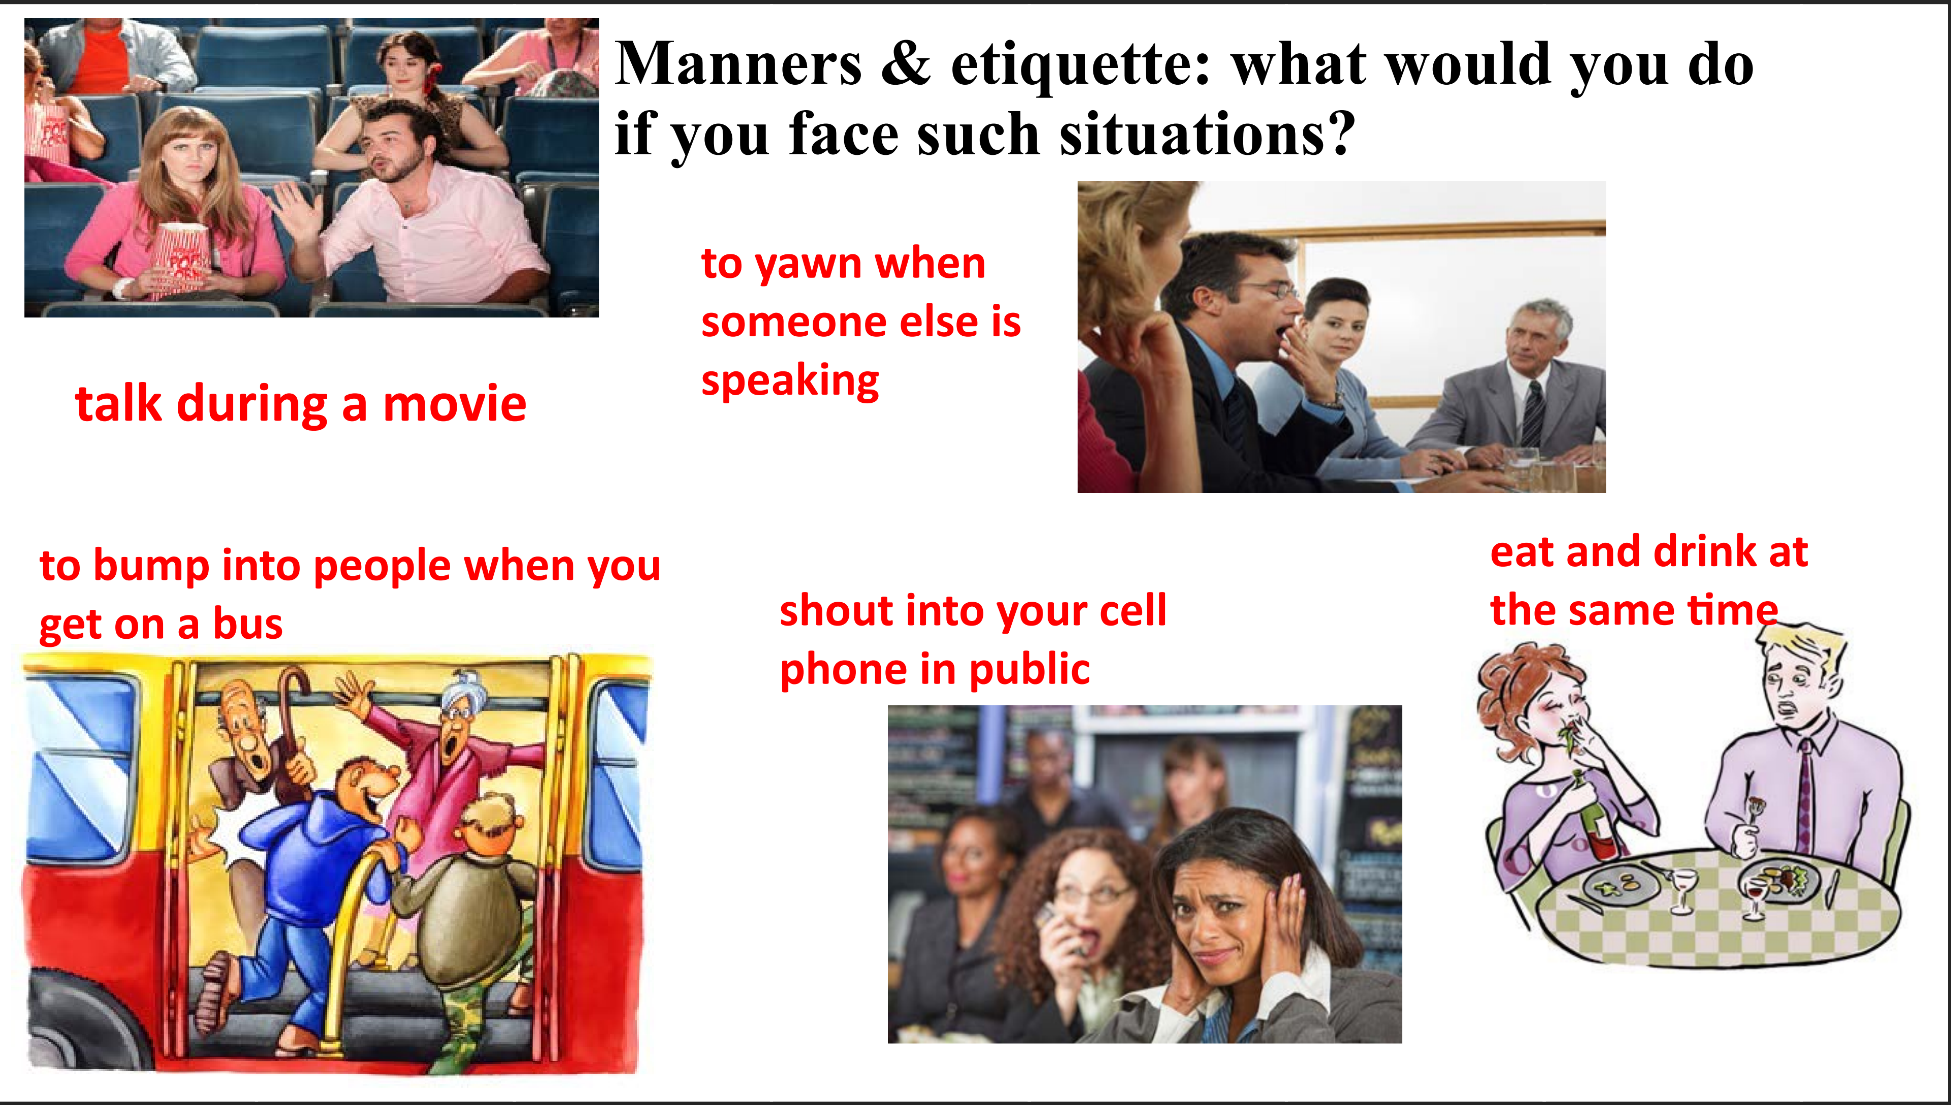 Manners & etiquette: what would you do
if you face such situations?
to yawn when
someone else is
speaking
talk during a movie
to bump into people when you
get on a bus
shout into your cell
phone in public
eat and drink at
the same time
POP
CORN